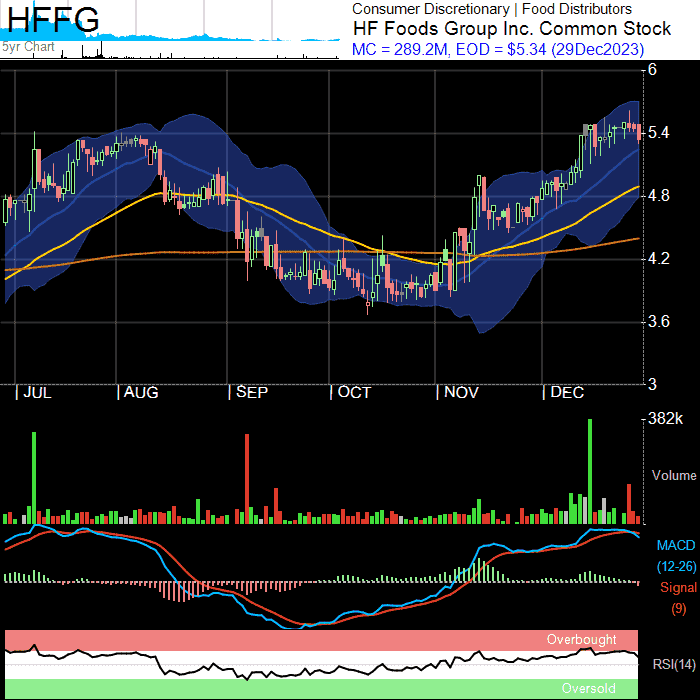 HFFG
5yr Chart
Consumer Discretionary | Food Distributors
HF Foods Group Inc. Common Stock
MC = 289.2M, EOD = $5.34 (29Dec2023)
6
5.4
4.8
4.2
3.6
3
| JUL | AUG | SEP | OCT | NOV | DEC
382k
Volume
MACD
(12-26)
Signal
(9)
Overbought
RSI(14)
Oversold